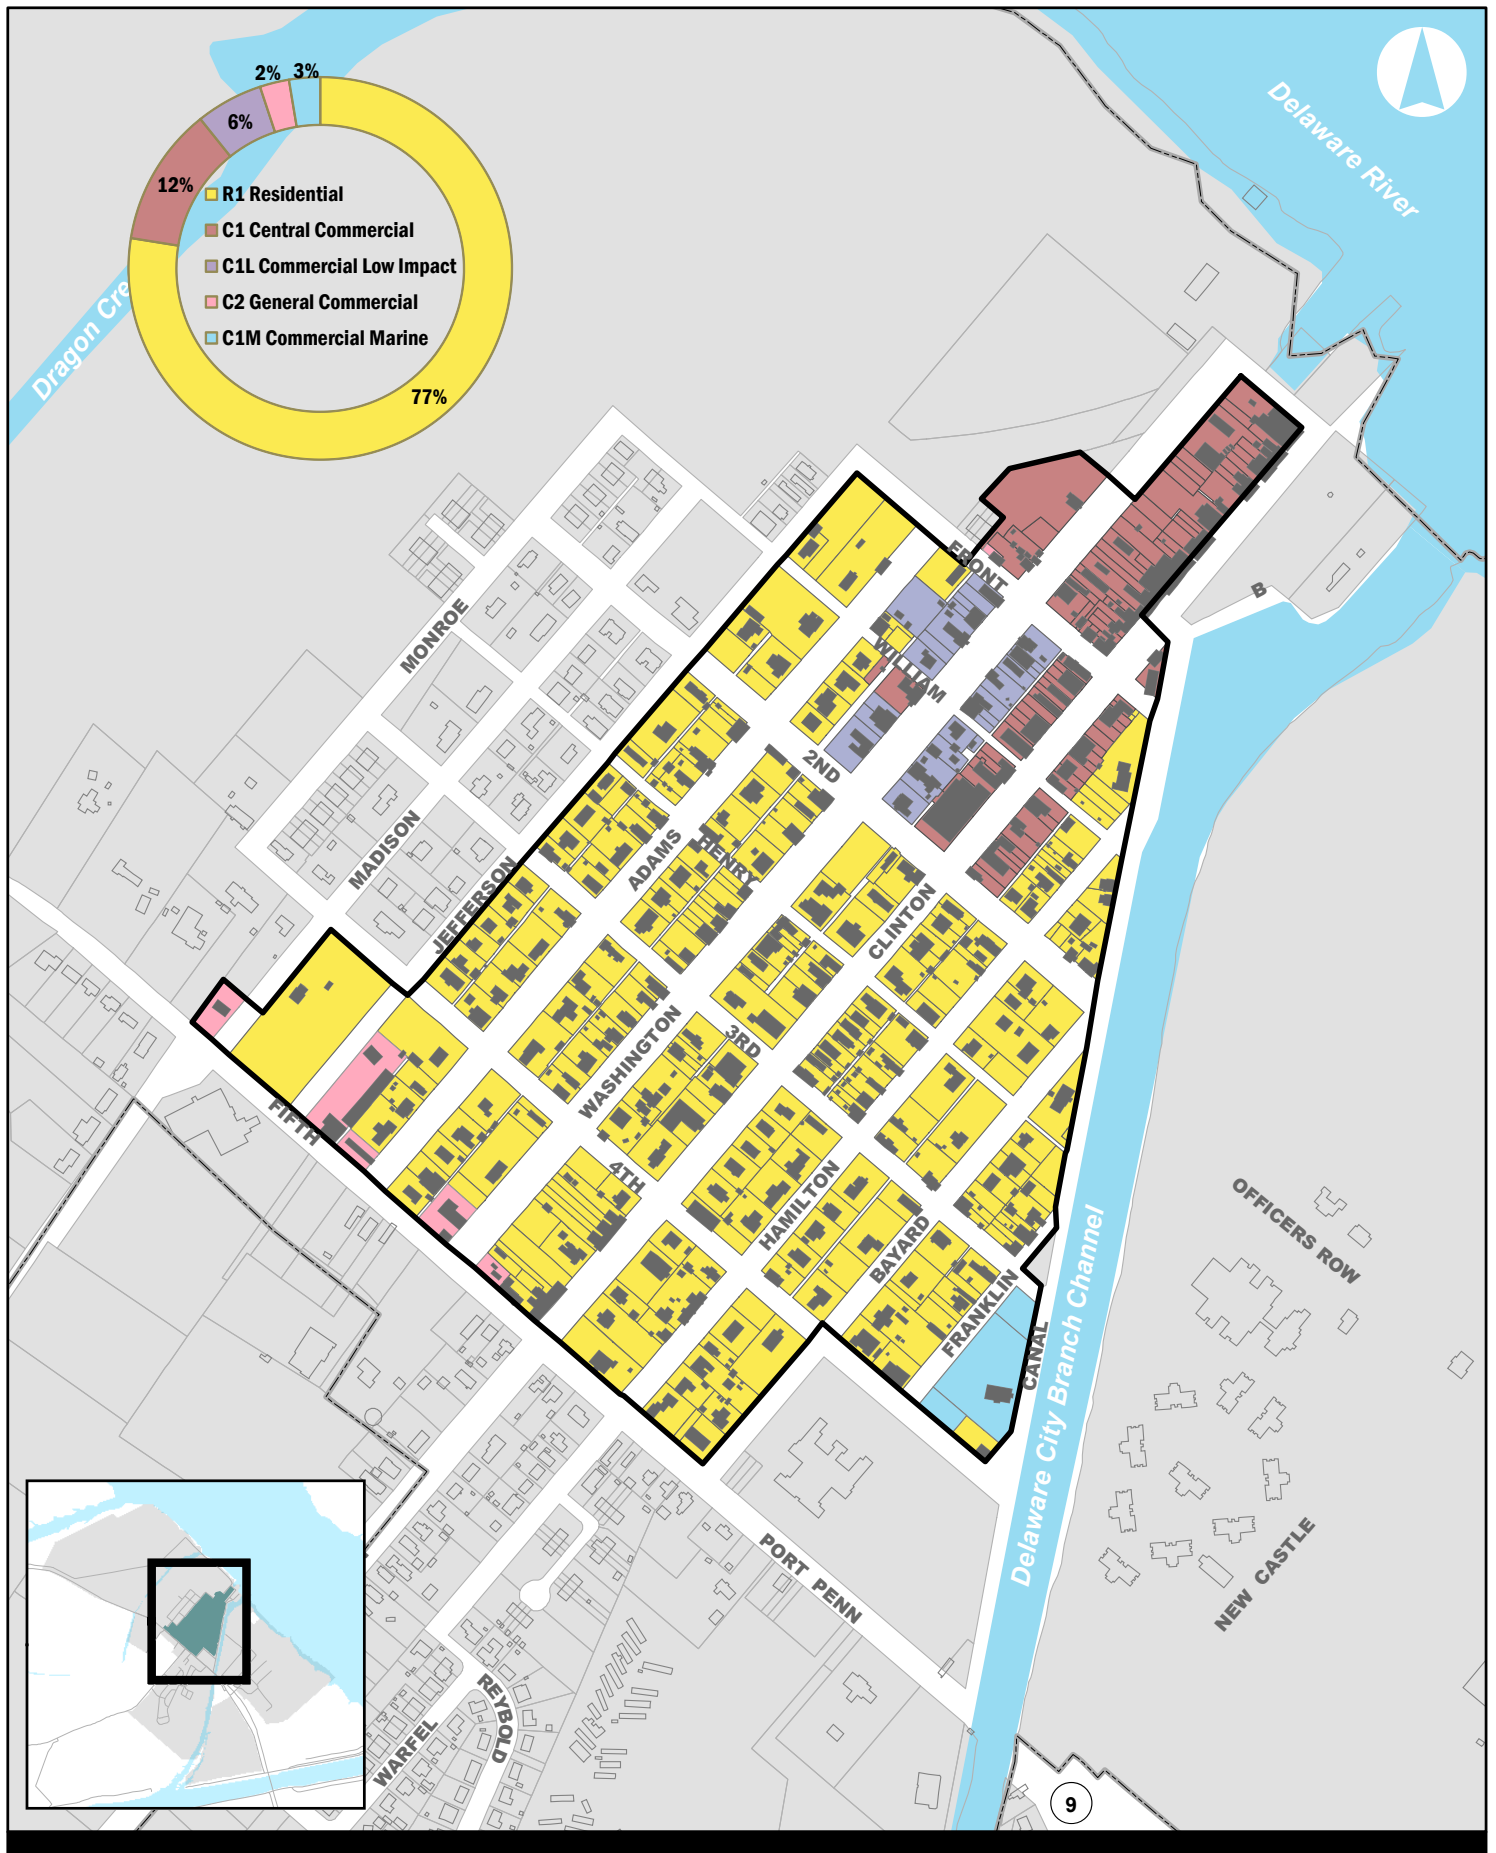 2% 3%
6%
12%
R1 Residential
C1 Central Commercial
C1L Commercial Low Impact
C2 General Commercial
C1M Commercial Marine
77%
Delaware River
Dragon Cre
FRONT
B
MONROE
WILLIAM
2ND
MADISON
ADAMS
HENRY
JEFFERSON
CLINTON
3RD
WASHINGTON
FIFTH
4TH
HAMILTON
BAYARD
FRANKLIN
CANAL
Delaware City Branch Channel
OFFICERS ROW
NEW CASTLE
PORT PENN
REYBOLD
WARFEL
9